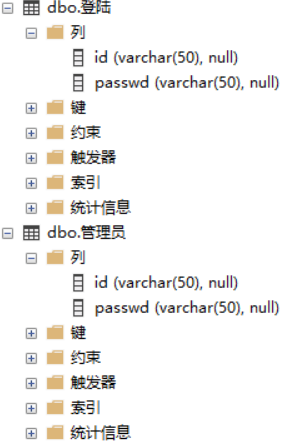 dbo.登陆
列
id (varchar(50), null)
passwd (varchar(50), null)
键
约束
触发器
索引
统计信息
dbo.管理员
列
id (varchar(50), null)
passwd (varchar(50), null)
键
约束
触发器
索引
统计信息